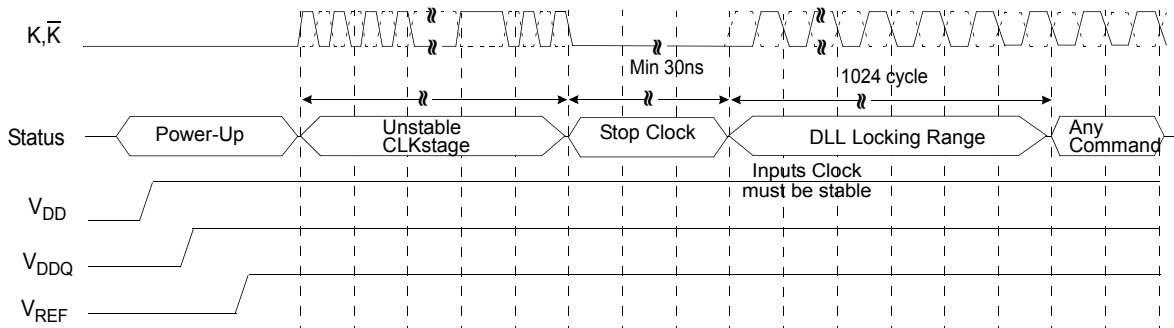 K,K̅
Min 30ns
1024 cycle
Status
Power-Up
Unstable
CLKstage
Stop Clock
DLL Locking Range
Any
Command
Inputs Clock
must be stable
VDD
VDDQ
VREF